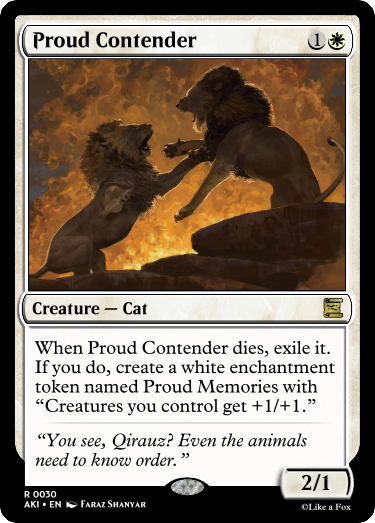 Proud Contender 1
Creature — Cat
When Proud Contender dies, exile it.
If you do, create a white enchantment
token named Proud Memories with
“Creatures you control get +1/+1.”
“You see, Qirauz? Even the animals
need to know order.”
2/1
R 0030
AKI • EN Faraz Shanyar
©Like a Fox